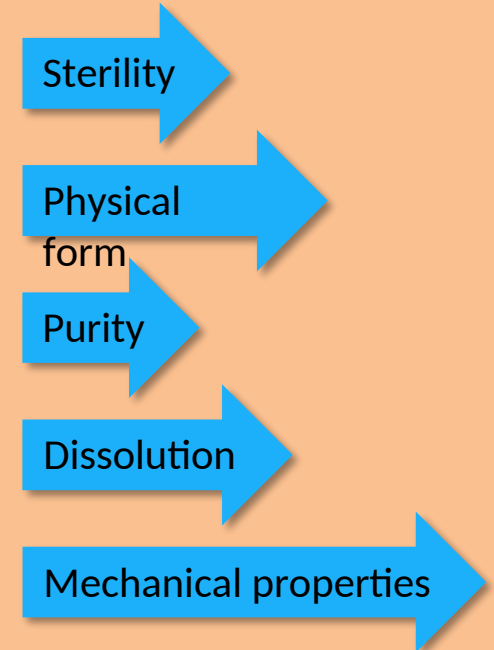 Sterility
Physical
form
Purity
Dissolution
Mechanical properties